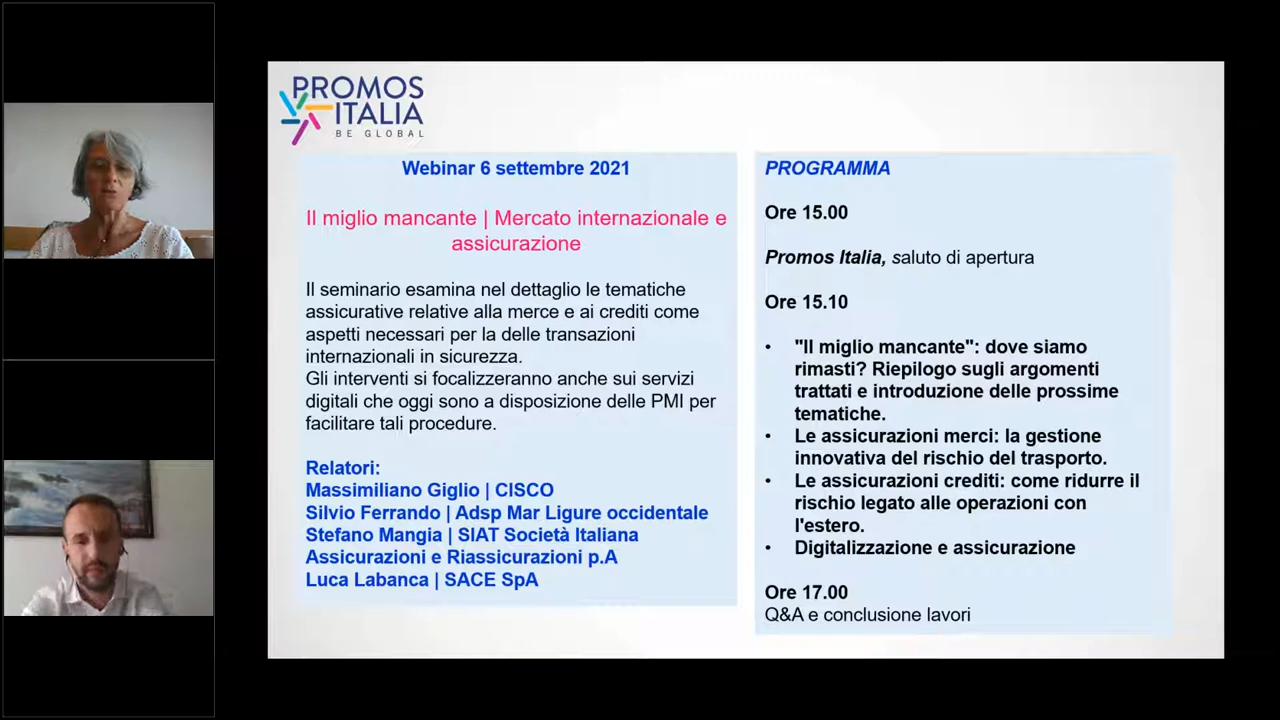 PROMOS
ITALIA
BE GLOBAL
Webinar 6 settembre 2021
Il miglio mancante | Mercato internazionale e
assicurazione
Il seminario esamina nel dettaglio le tematiche
assicurative relative alla merce e ai crediti come
aspetti necessari per la delle transazioni
internazionali in sicurezza.
Gli interventi si focalizzeranno anche sui servizi
digitali che oggi sono a disposizione delle PMI per
facilitare tali procedure.
Relatori:
Massimiliano Giglio | CISCO
Silvio Ferrando | Adsp Mar Ligure occidentale
Stefano Mangia | SIAT Società Italiana
Assicurazioni e Riassicurazioni p.A
Luca Labanca | SACE SpA
PROGRAMMA
Ore 15.00
Promos Italia, saluto di apertura
Ore 15.10
• "Il miglio mancante": dove siamo
rimasti? Riepilogo sugli argomenti
trattati e introduzione delle prossime
tematiche.
• Le assicurazioni merci: la gestione
innovativa del rischio del trasporto.
• Le assicurazioni crediti: come ridurre il
rischio legato alle operazioni con
l'estero.
• Digitalizzazione e assicurazione
Ore 17.00
Q&A e conclusione lavori